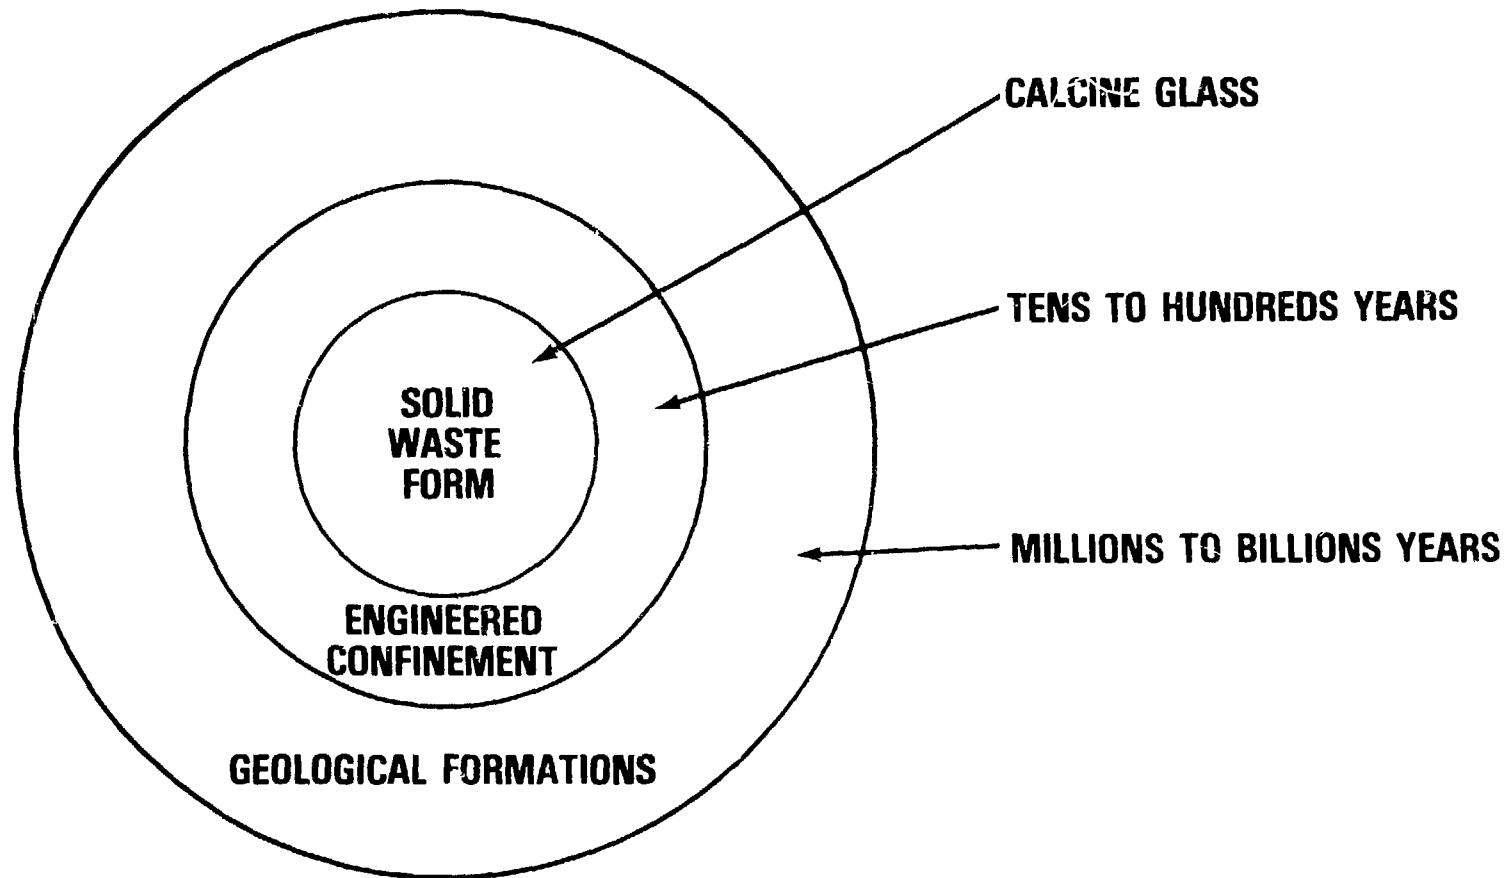 CALCINE GLASS
TENS TO HUNDREDS YEARS
SOLID
WASTE
FORM
MILLIONS TO BILLIONS YEARS
ENGINEERED
CONFINEMENT
GEOLOGICAL FORMATIONS